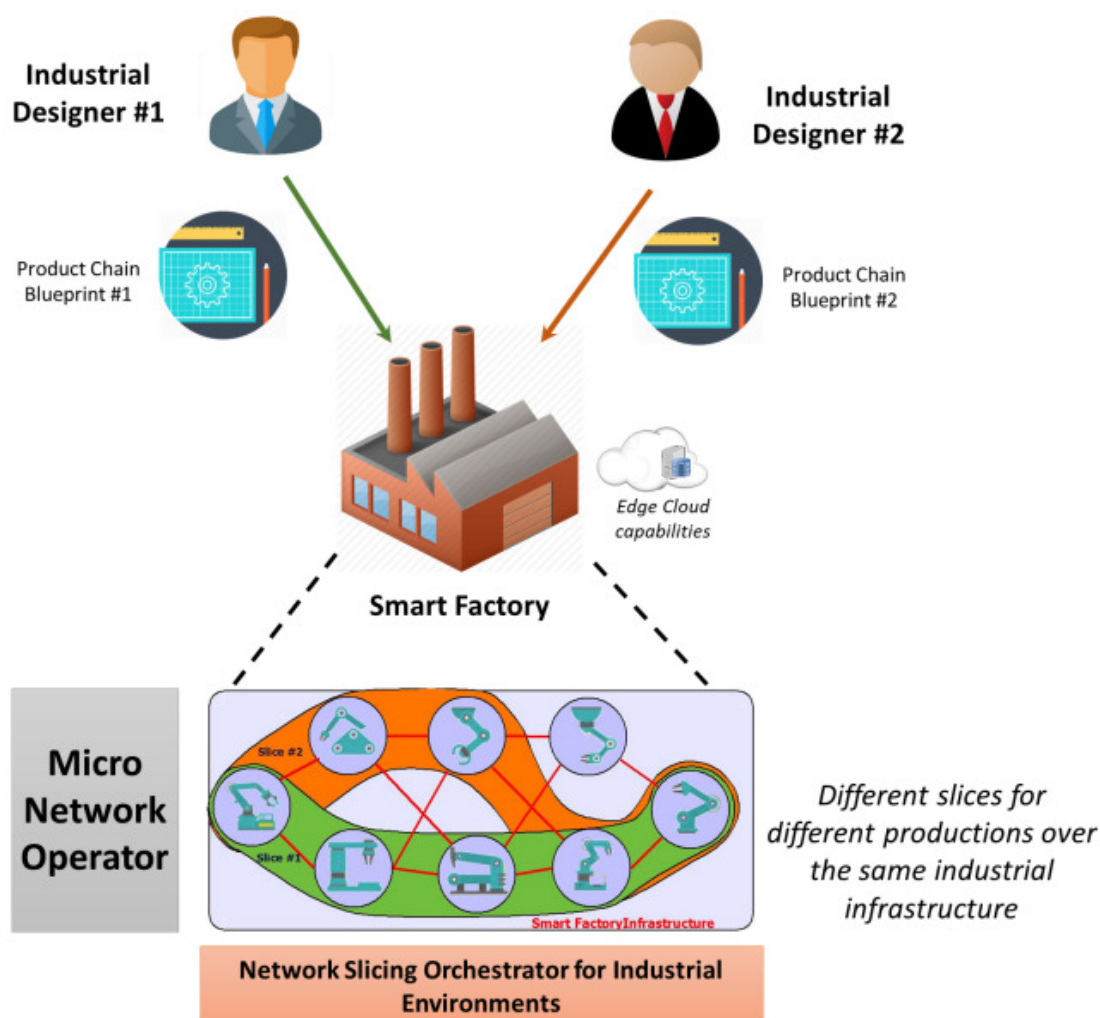 Industrial
Designer #1
Industrial
Designer #2
Product Chain
Blueprint #1
Product Chain
Blueprint #2
Edge Cloud
capabilities
Smart Factory
Micro
Network
Operator
Slice #2
Slice #1
Smart FactoryInfrastructure
Different slices for
different productions over
the same industrial
infrastructure
Network Slicing Orchestrator for Industrial
Environments